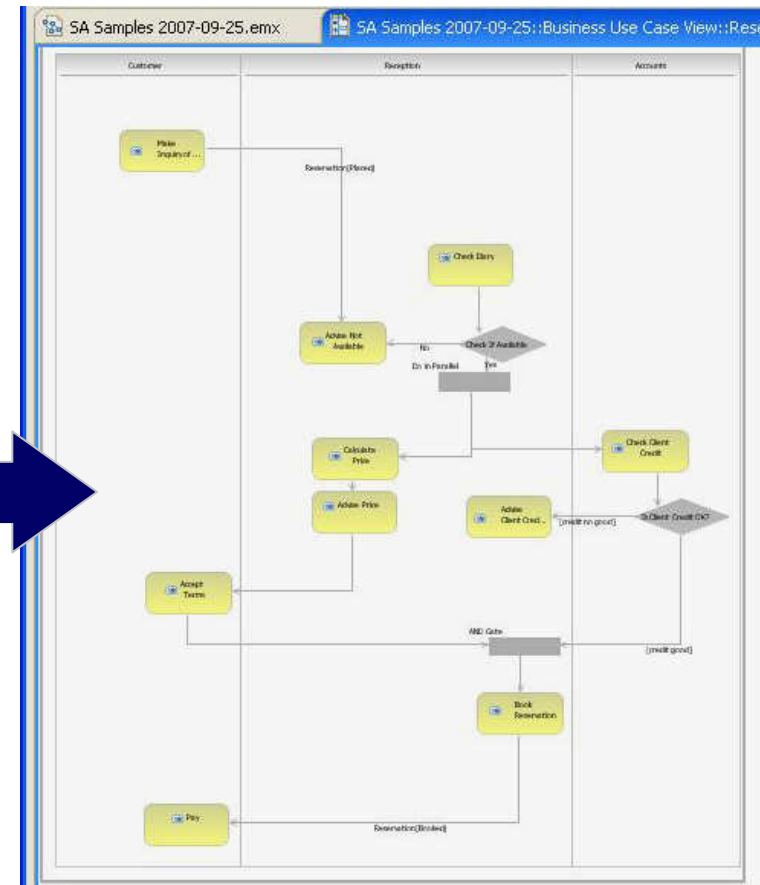 SA Samples 2007-09-25.emx
SA Samples 2007-09-25::Business Use Case View::Rese
Customer
Reception
Accounts
Make
Inquiry of ...
Reservation[Placed]
Check Diary
Advise Not
Available
No
Check If Available
Do in Parallel
Yes
Calculate
Price
Check Client
Credit
Advise Price
Advise
Client Cred...
[credit nn good]
Is Client Credit OK?
Accept
Terms
AND Gate
[credit good]
Book
Reservation
Pay
Reservation[Booked]